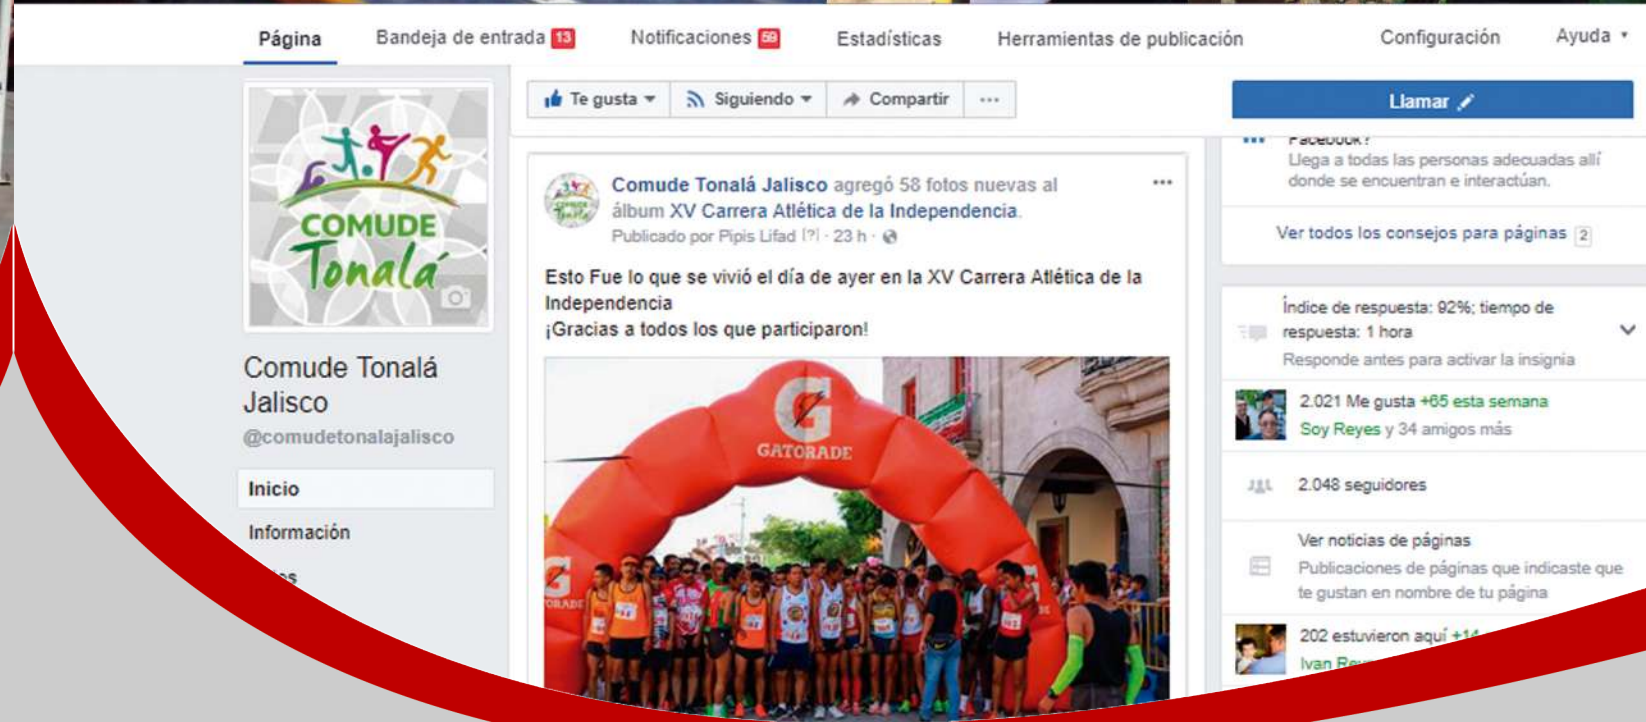 Página Bandeja de entrada 13 Notificaciones 59 Estadísticas Herramientas de publicación Configuración Ayuda
Te gusta Siguiendo Compartir ...
Llamar
COMUDE
Tonalá
Comude Tonalá
Jalisco
@comudetonalajalisco
Inicio
Información
Comude Tonalá Jalisco agregó 58 fotos nuevas al
álbum XV Carrera Atlética de la Independencia.
Publicado por Pipis Lifad [?] · 23 h ·
Esto Fue lo que se vivió el día de ayer en la XV Carrera Atlética de la
Independencia
¡Gracias a todos los que participaron!
G
GATORADE
Facebook?
Llega a todas las personas adecuadas allí
donde se encuentran e interactúan.
Ver todos los consejos para páginas 2
Índice de respuesta: 92%; tiempo de
respuesta: 1 hora
Responde antes para activar la insignia
2.021 Me gusta +65 esta semana
Soy Reyes y 34 amigos más
2.048 seguidores
Ver noticias de páginas
Publicaciones de páginas que indicaste que
te gustan en nombre de tu página
202 estuvieron aquí +14
Ivan